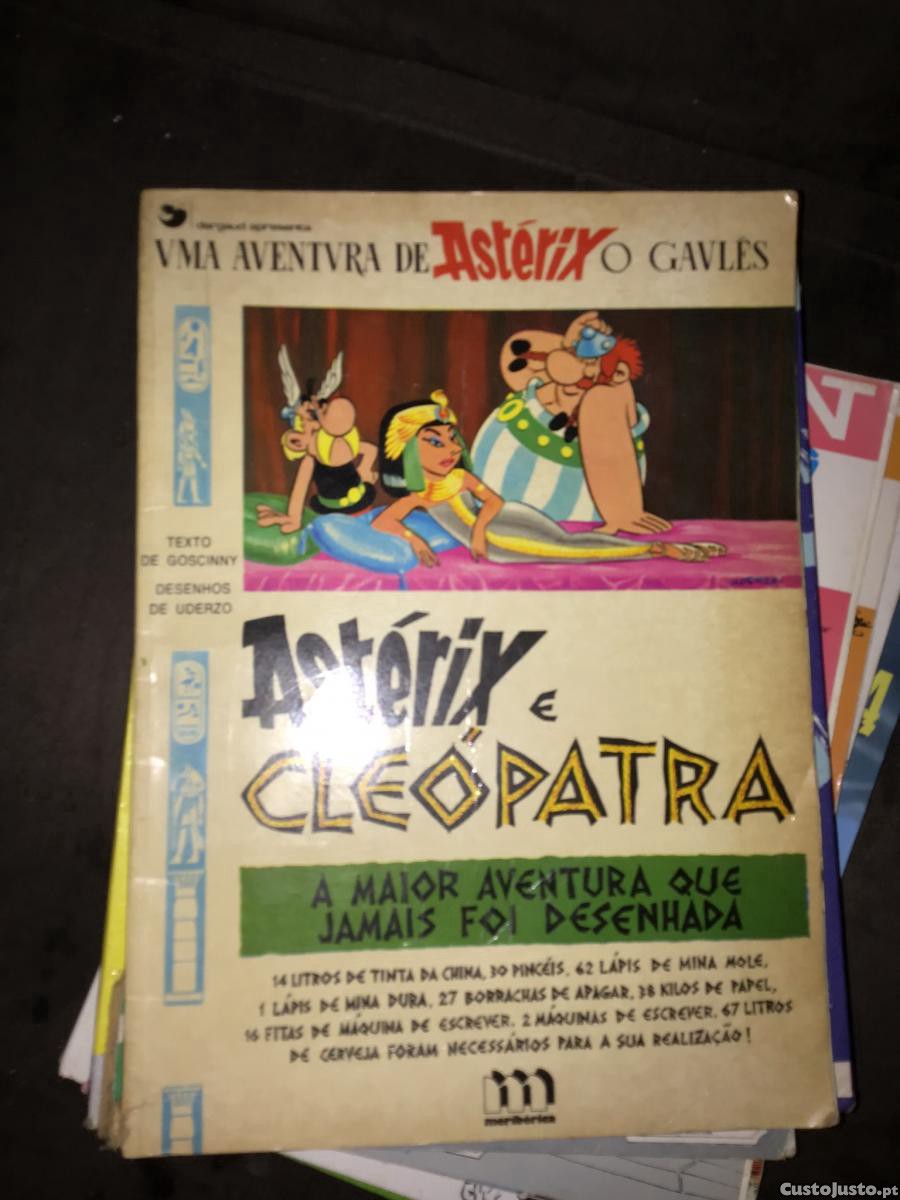 dargaud apresenta
VMA AVENTVRA DE Astérix O GAVLÊS
TEXTO
DE GOSCINNY
DESENHOS
DE UDERZO
Astérix E
CLEÓPATRA
A MAIOR AVENTURA QUE
JAMAIS FOI DESENHADA
14 LITROS DE TINTA DA CHINA, 30 PINCÉIS, 62 LÁPIS DE MINA MOLE,
1 LÁPIS DE MINA DURA, 27 BORRACHAS DE APAGAR, 38 KILOS DE PAPEL,
16 FITAS DE MÁQUINA DE ESCREVER, 2 MÁQUINAS DE ESCREVER, 67 LITROS
DE CERVEJA FORAM NECESSÁRIOS PARA A SUA REALIZAÇÃO!
m
meribérica
N
4
CustoJusto.pt